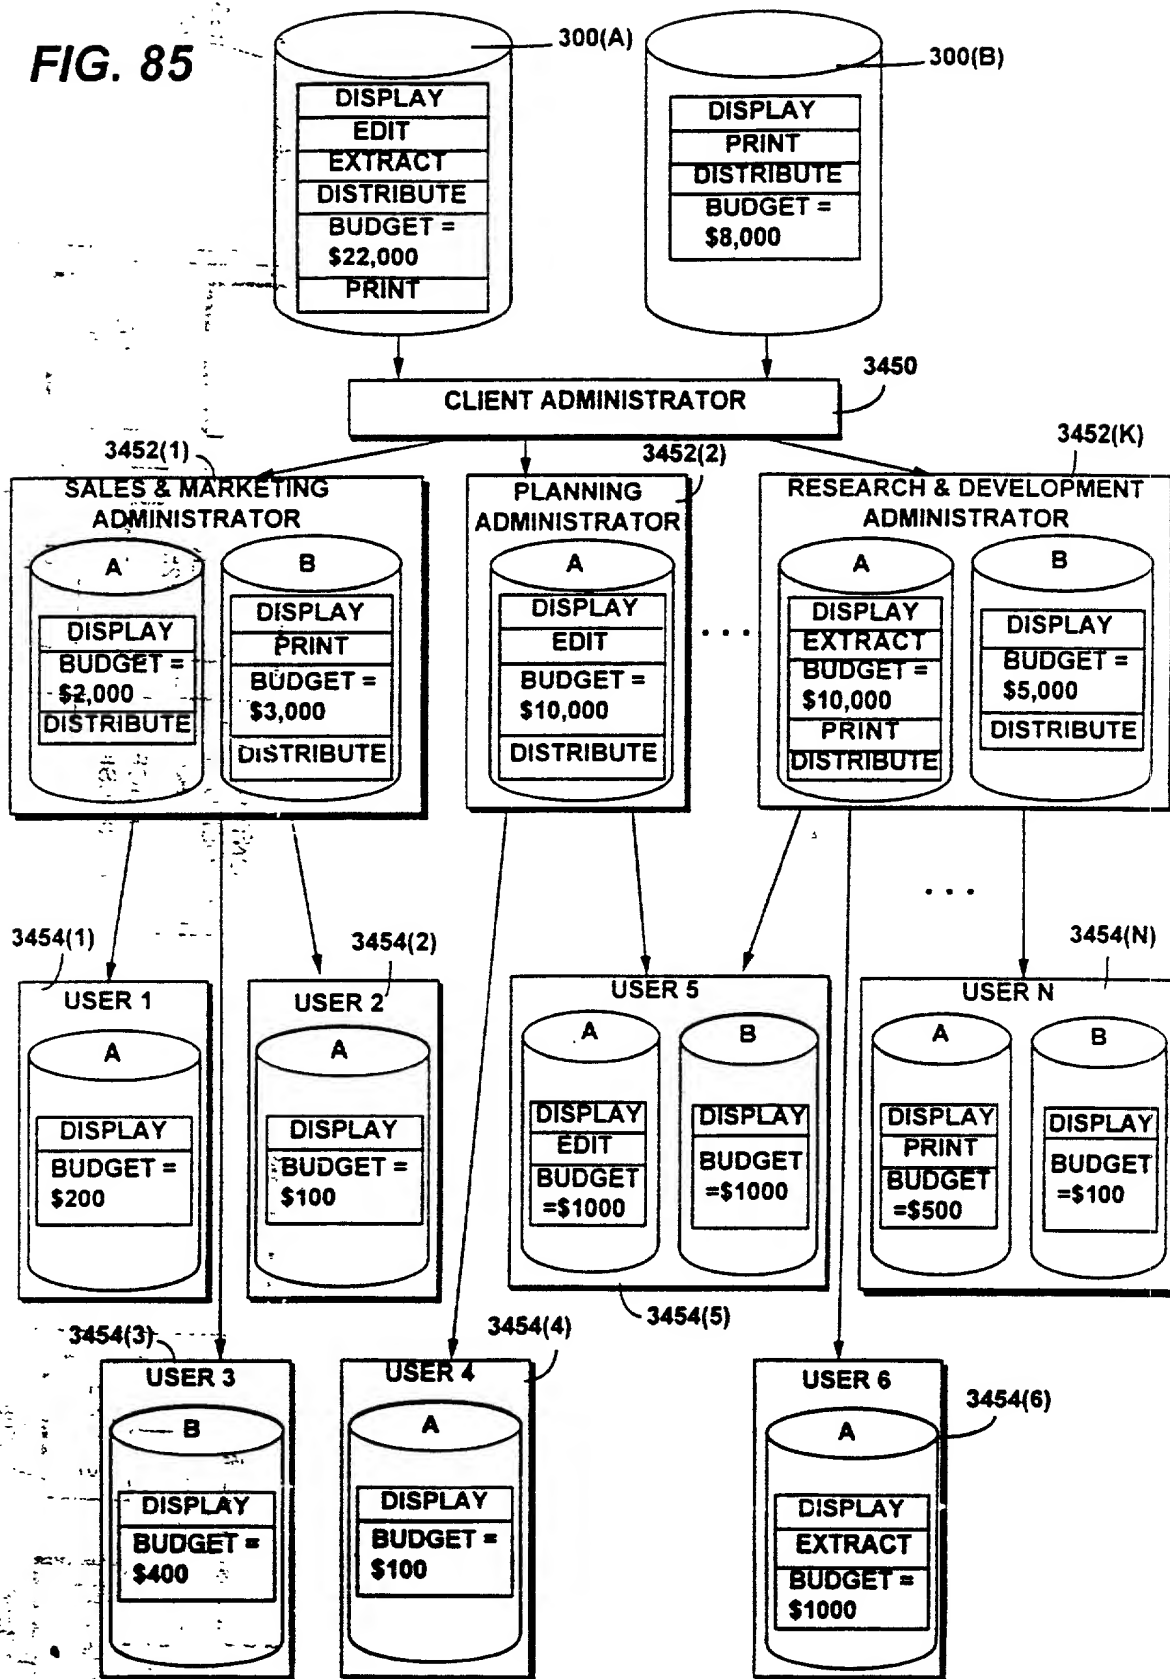 FIG. 85
300(A)
DISPLAY
EDIT
EXTRACT
DISTRIBUTE
BUDGET =
$22,000
PRINT
300(B)
DISPLAY
PRINT
DISTRIBUTE
BUDGET =
$8,000
CLIENT ADMINISTRATOR
3450
3452(1)
SALES & MARKETING
ADMINISTRATOR
A
DISPLAY
BUDGET =
$2,000
DISTRIBUTE
B
DISPLAY
PRINT
BUDGET =
$3,000
DISTRIBUTE
3452(2)
PLANNING
ADMINISTRATOR
A
DISPLAY
EDIT
BUDGET =
$10,000
DISTRIBUTE
. . .
3452(K)
RESEARCH & DEVELOPMENT
ADMINISTRATOR
A
DISPLAY
EXTRACT
BUDGET =
$10,000
PRINT
DISTRIBUTE
B
DISPLAY
BUDGET =
$5,000
DISTRIBUTE
. . .
3454(1)
USER 1
A
DISPLAY
BUDGET =
$200
3454(2)
USER 2
A
DISPLAY
BUDGET =
$100
USER 5
A
DISPLAY
EDIT
BUDGET
=$1000
B
DISPLAY
BUDGET
=$1000
3454(5)
3454(N)
USER N
A
DISPLAY
PRINT
BUDGET
=$500
B
DISPLAY
BUDGET
=$100
3454(3)
USER 3
B
DISPLAY
BUDGET =
$400
3454(4)
USER 4
A
DISPLAY
BUDGET =
$100
USER 6
3454(6)
A
DISPLAY
EXTRACT
BUDGET =
$1000